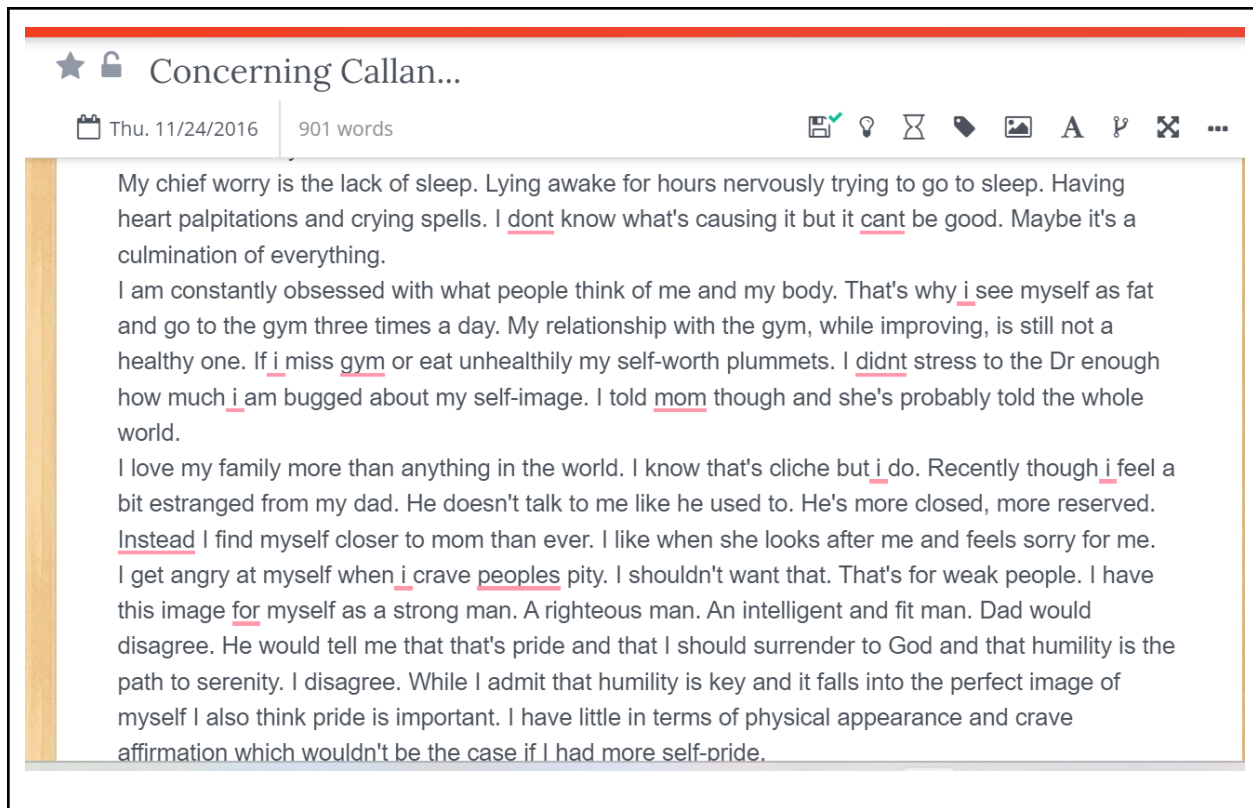 Concerning Callan...
Thu. 11/24/2016 901 words
My chief worry is the lack of sleep. Lying awake for hours nervously trying to go to sleep. Having
heart palpitations and crying spells. I dont know what's causing it but it cant be good. Maybe it's a
culmination of everything.
I am constantly obsessed with what people think of me and my body. That's why i see myself as fat
and go to the gym three times a day. My relationship with the gym, while improving, is still not a
healthy one. If i miss gym or eat unhealthily my self-worth plummets. I didnt stress to the Dr enough
how much i am bugged about my self-image. I told mom though and she's probably told the whole
world.
I love my family more than anything in the world. I know that's cliche but i do. Recently though i feel a
bit estranged from my dad. He doesn't talk to me like he used to. He's more closed, more reserved.
Instead I find myself closer to mom than ever. I like when she looks after me and feels sorry for me.
I get angry at myself when i crave peoples pity. I shouldn't want that. That's for weak people. I have
this image for myself as a strong man. A righteous man. An intelligent and fit man. Dad would
disagree. He would tell me that that's pride and that I should surrender to God and that humility is the
path to serenity. I disagree. While I admit that humility is key and it falls into the perfect image of
myself I also think pride is important. I have little in terms of physical appearance and crave
affirmation which wouldn't be the case if I had more self-pride.